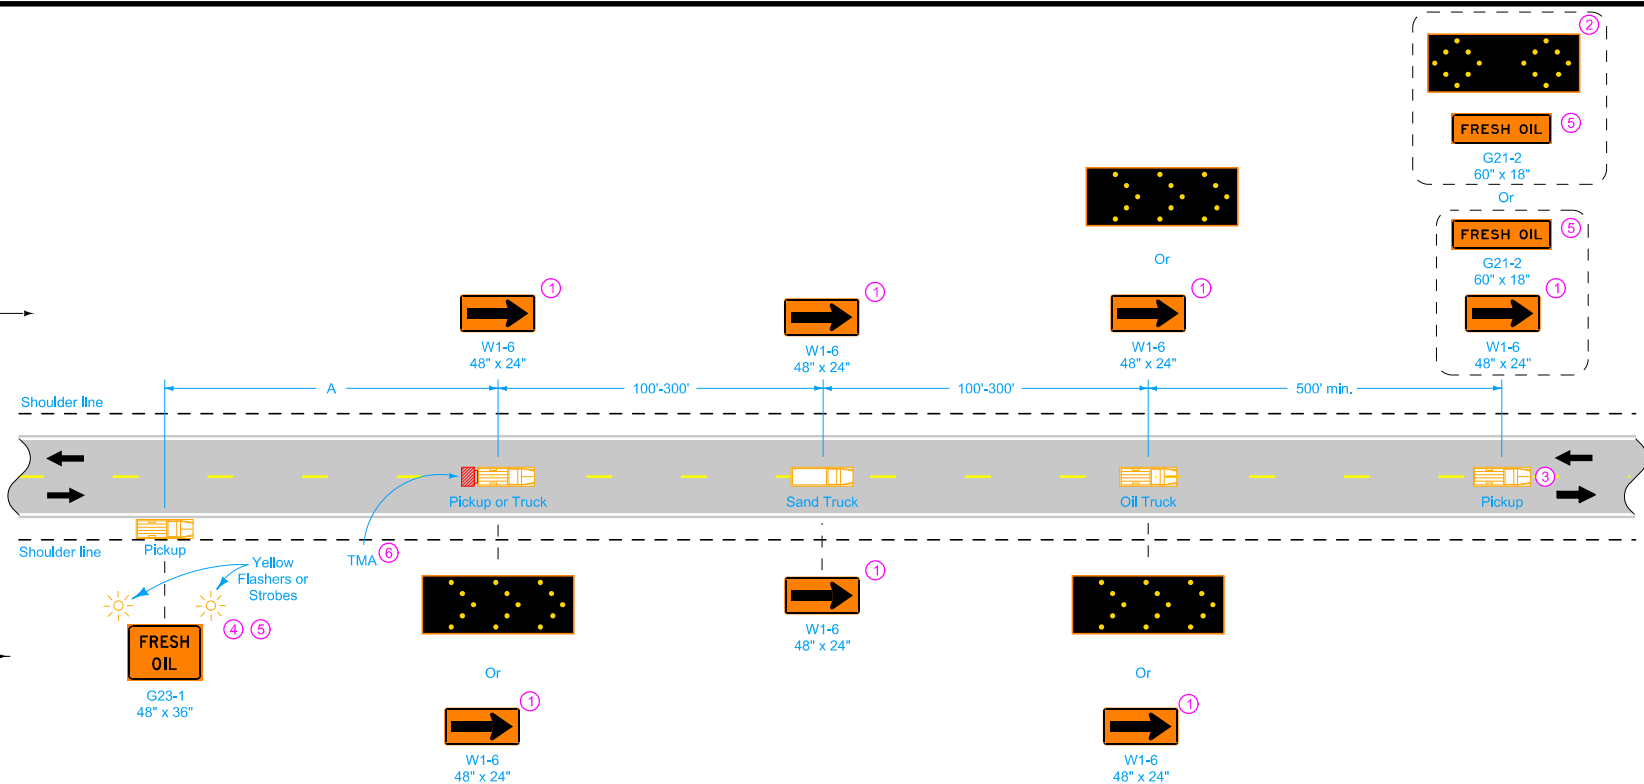 2
FRESH OIL
5
G21-2
60" x 18"
Or
FRESH OIL
5
G21-2
60" x 18"
1
W1-6
48" x 24"
Or
1
W1-6
48" x 24"
1
W1-6
48" x 24"
1
W1-6
48" x 24"
A
100'-300'
100'-300'
500' min.
Shoulder line
Pickup or Truck
Sand Truck
Oil Truck
Pickup
3
Shoulder line
Pickup
TMA
6
Yellow
Flashers or
Strobes
4
5
FRESH
OIL
G23-1
48" x 36"
Or
1
W1-6
48" x 24"
1
W1-6
48" x 24"
Or
1
W1-6
48" x 24"